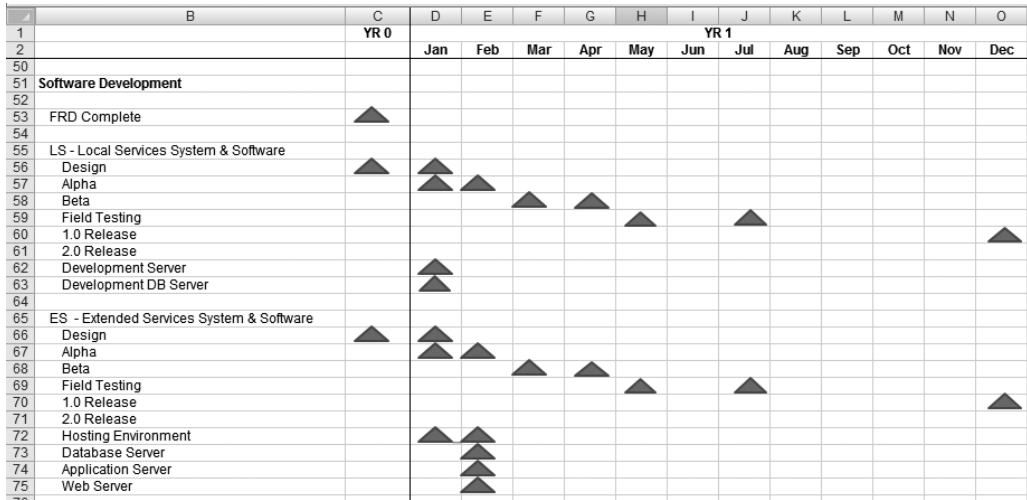 B C D E F G H I J K L M N O
1 YR 0 YR 1
2 Jan Feb Mar Apr May Jun Jul Aug Sep Oct Nov Dec
50
51 Software Development
52
53 FRD Complete
54
55 LS - Local Services System & Software
56 Design
57 Alpha
58 Beta
59 Field Testing
60 1.0 Release
61 2.0 Release
62 Development Server
63 Development DB Server
64
65 ES - Extended Services System & Software
66 Design
67 Alpha
68 Beta
69 Field Testing
70 1.0 Release
71 2.0 Release
72 Hosting Environment
73 Database Server
74 Application Server
75 Web Server